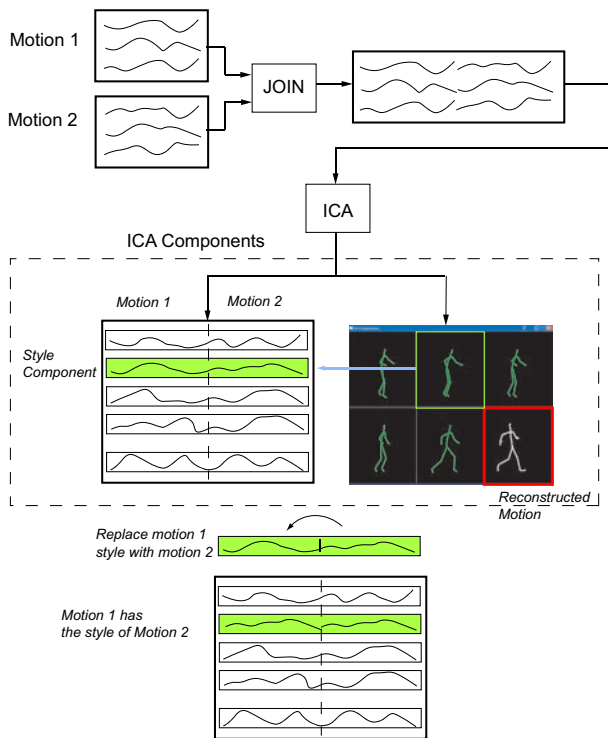 Motion 1
JOIN
Motion 2
ICA
ICA Components
Motion 1
Motion 2
Style
Component
Reconstructed
Motion
Replace motion 1
style with motion 2
Motion 1 has
the style of Motion 2